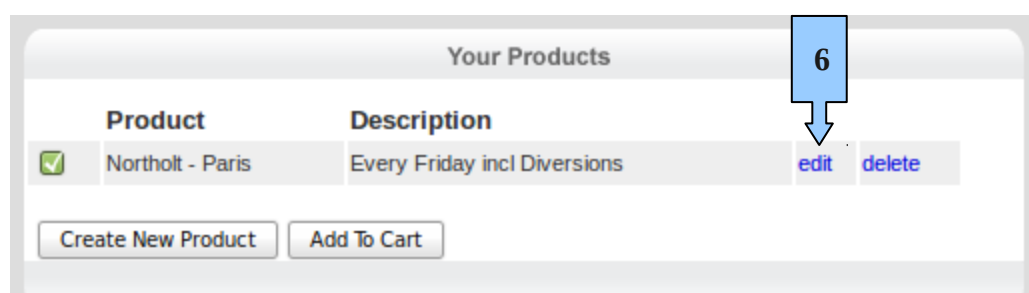 Your Products
6
Product Description
Northolt - Paris Every Friday incl Diversions edit delete
Create New Product Add To Cart